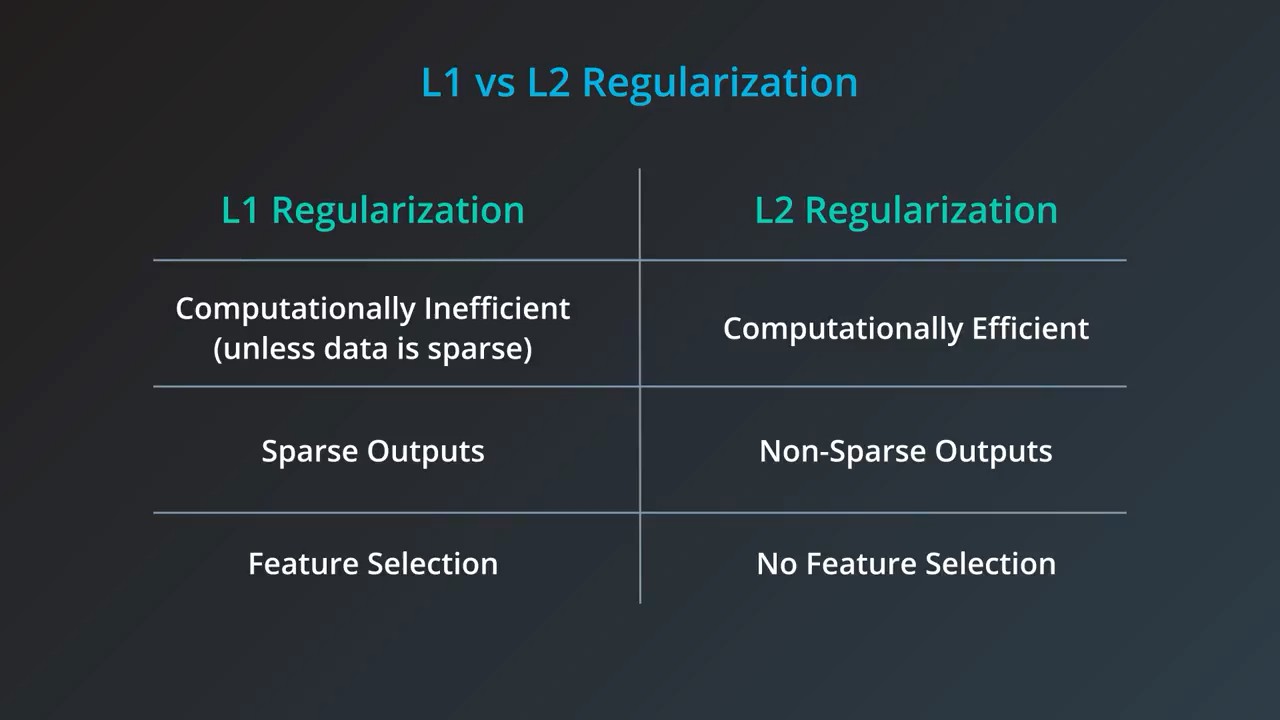 L1 vs L2 Regularization
L1 Regularization
L2 Regularization
Computationally Inefficient
(unless data is sparse)
Computationally Efficient
Sparse Outputs
Non-Sparse Outputs
Feature Selection
No Feature Selection